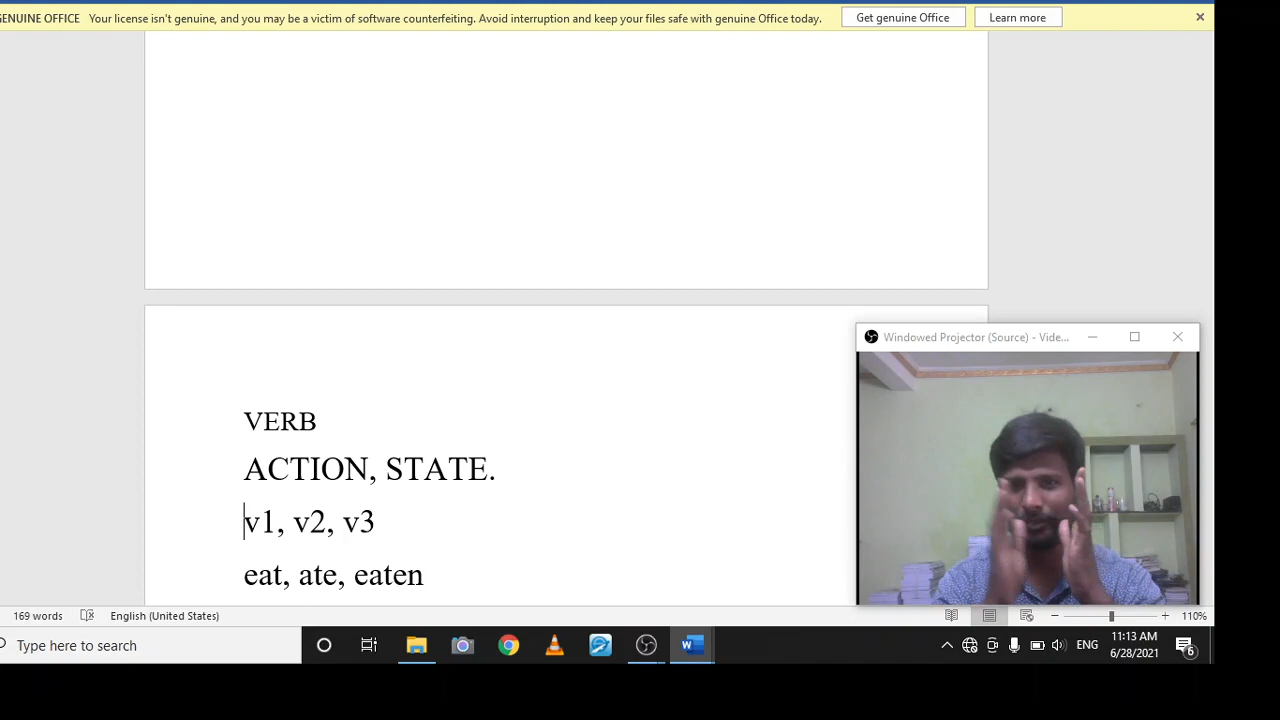 GENUINE OFFICE Your license isn't genuine, and you may be a victim of software counterfeiting. Avoid interruption and keep your files safe with genuine Office today. Get genuine Office Learn more
Windowed Projector (Source) - Vide...
VERB
ACTION, STATE.
v1, v2, v3
eat, ate, eaten
169 words English (United States) 110%
Type here to search ENG 11:13 AM
6/28/2021 6